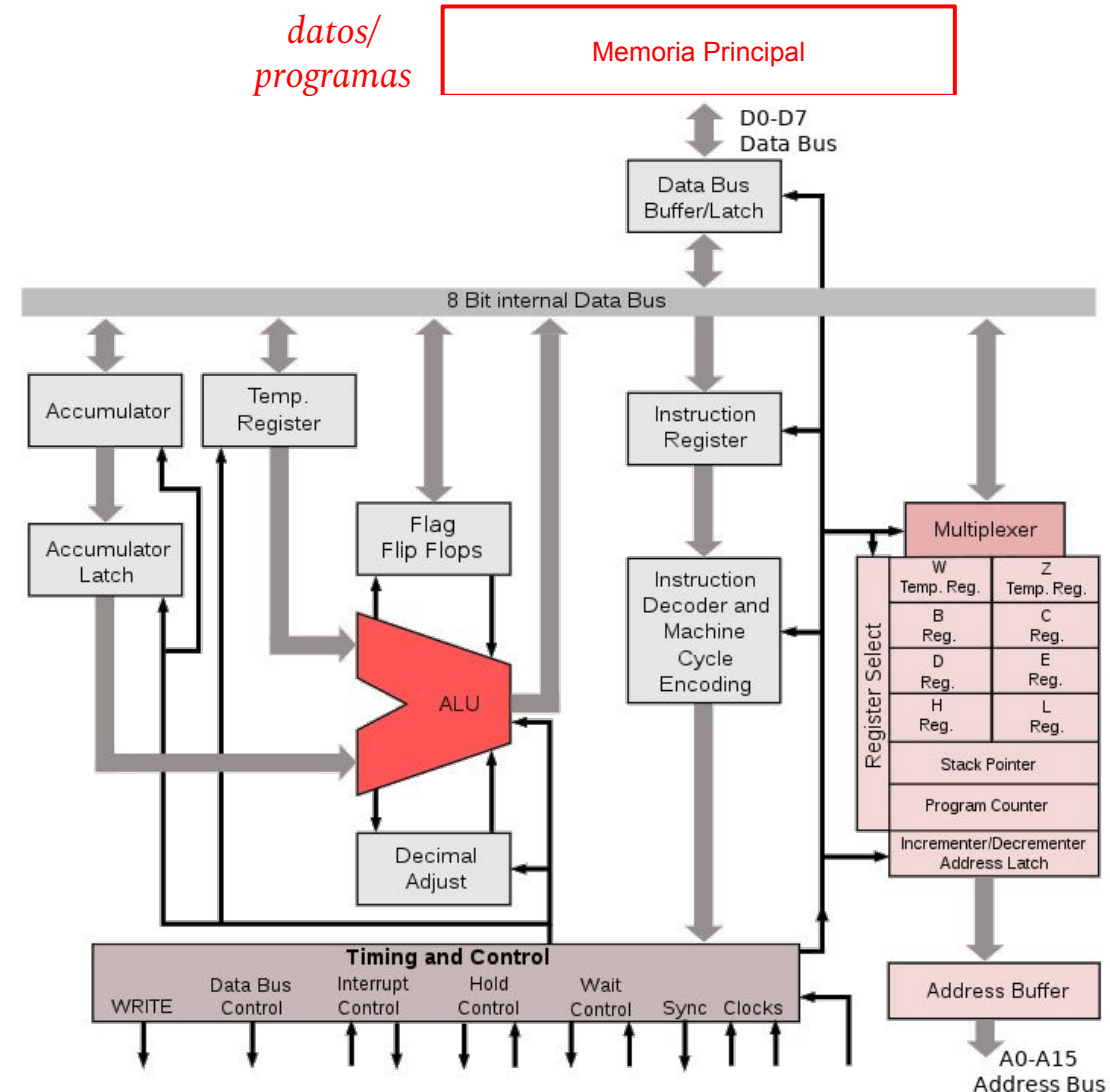 datos/
programas
Memoria Principal
D0-D7
Data Bus
Data Bus
Buffer/Latch
8 Bit internal Data Bus
Accumulator
Temp.
Register
Instruction
Register
Accumulator
Latch
Flag
Flip Flops
Instruction
Decoder and
Machine
Cycle
Encoding
ALU
Decimal
Adjust
Multiplexer
Register Select
W
Temp. Reg.
Z
Temp. Reg.
B
Reg.
C
Reg.
D
Reg.
E
Reg.
H
Reg.
L
Reg.
Stack Pointer
Program Counter
Incrementer/Decrementer
Address Latch
Timing and Control
WRITE
Data Bus
Control
Interrupt
Control
Hold
Control
Wait
Control
Sync
Clocks
Address Buffer
A0-A15
Address Bus